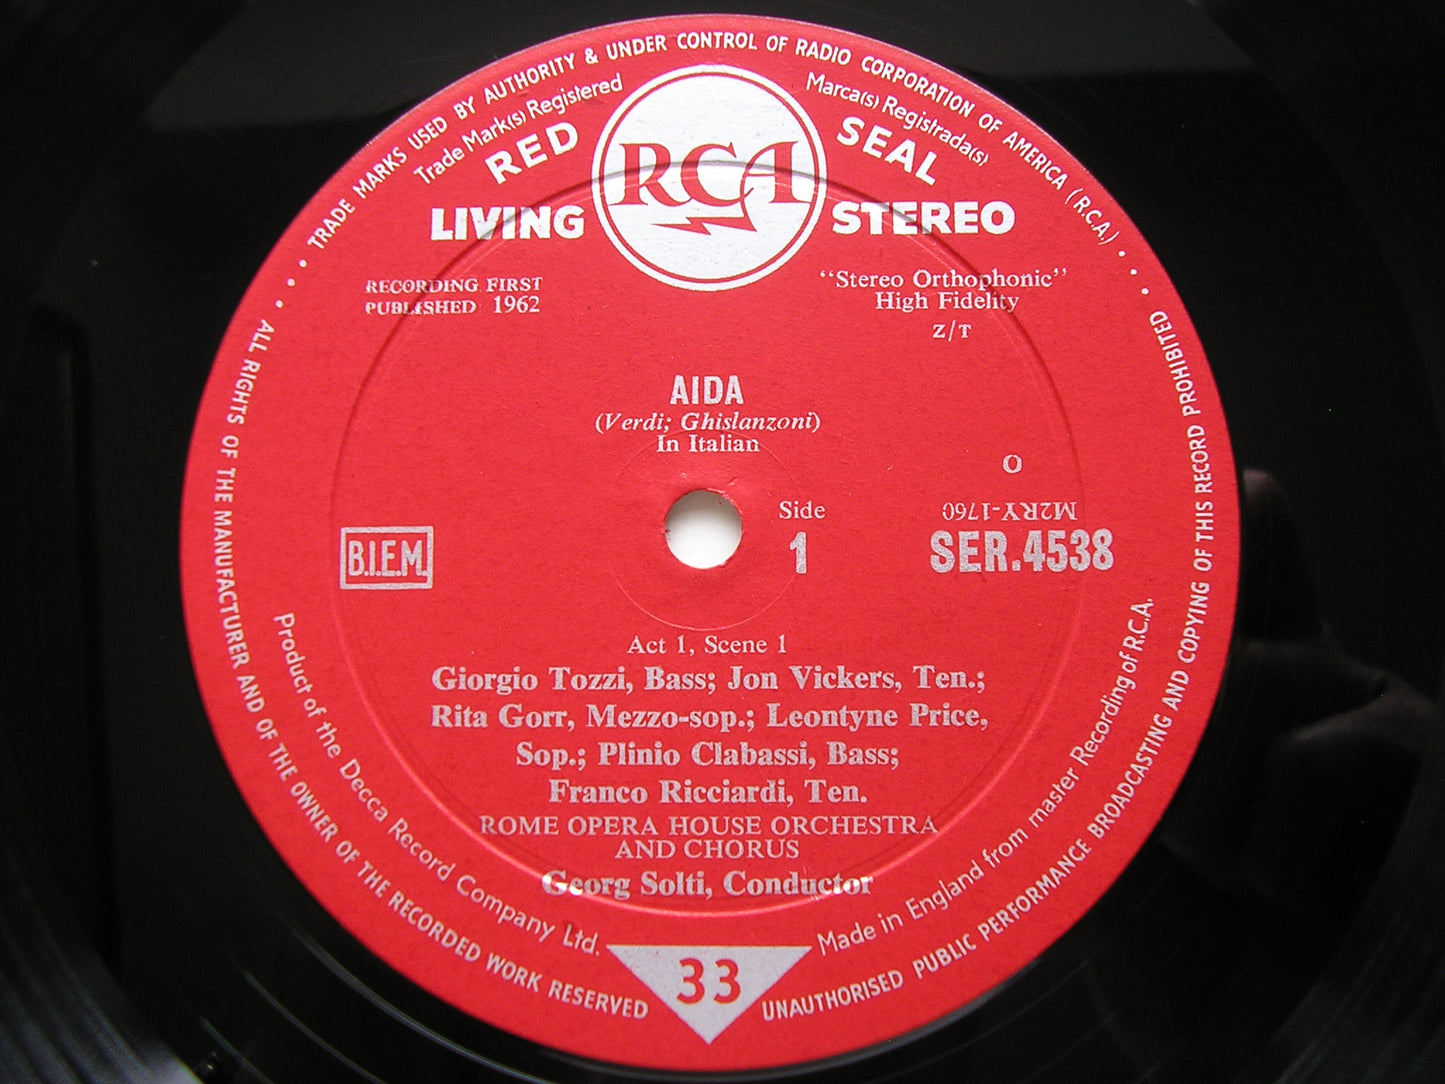 TRADE MARKS USED BY AUTHORITY & UNDER CONTROL OF RADIO CORPORATION OF AMERICA (R.C.A.)
Trade Mark(s) Registered
Marca(s) Registrada(s)
RED SEAL
RCA
LIVING STEREO
RECORDING FIRST
PUBLISHED 1962
"Stereo Orthophonic"
High Fidelity
Z/T
AIDA
(Verdi; Ghislanzoni)
In Italian
O
Side
1
M2RY-1760
SER.4538
B.I.E.M.
Act 1, Scene 1
Giorgio Tozzi, Bass; Jon Vickers, Ten.;
Rita Gorr, Mezzo-sop.; Leontyne Price,
Sop.; Plinio Clabassi, Bass;
Franco Ricciardi, Ten.
ROME OPERA HOUSE ORCHESTRA
AND CHORUS
Georg Solti, Conductor
Product of the Decca Record Company Ltd.
Made in England from master Recording of R.C.A.
33
ALL RIGHTS OF THE MANUFACTURER AND OF THE OWNER OF THE RECORDED WORK RESERVED
UNAUTHORISED PUBLIC PERFORMANCE BROADCASTING AND COPYING OF THIS RECORD PROHIBITED